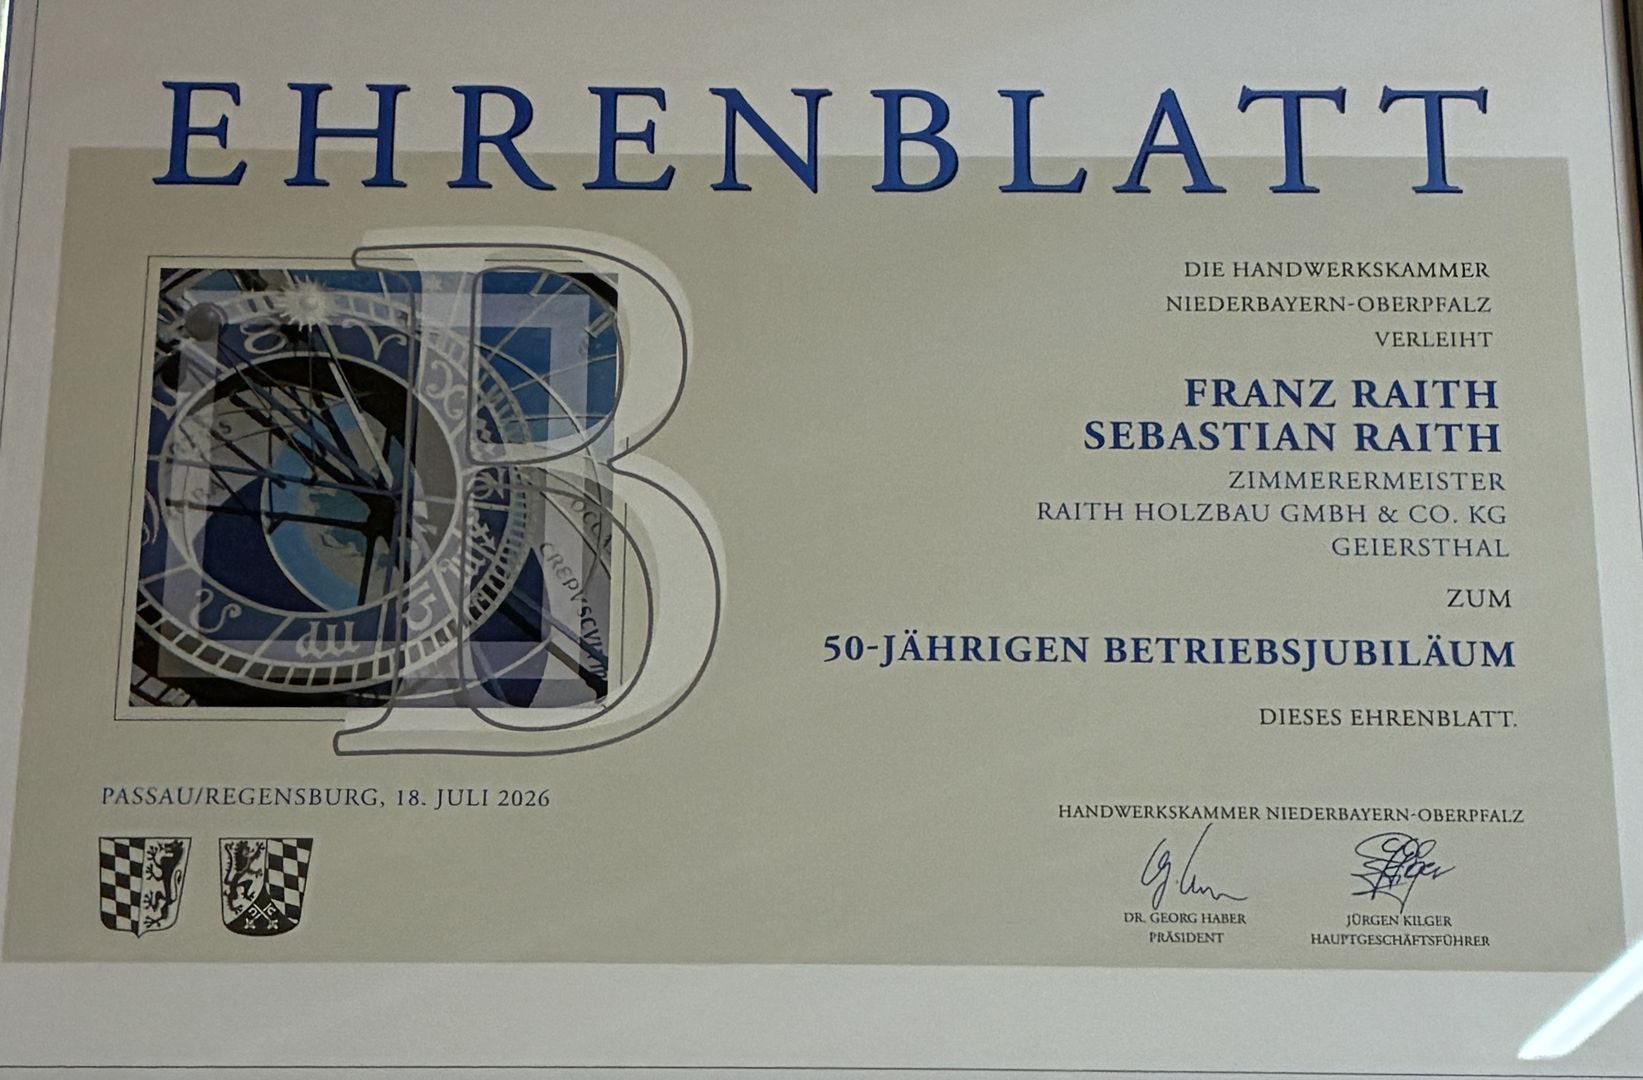 EHRENBLATT
DIE HANDWERKSKAMMER
NIEDERBAYERN-OBERPFALZ
VERLEIHT
FRANZ RAITH
SEBASTIAN RAITH
ZIMMERERMEISTER
RAITH HOLZBAU GMBH & CO. KG
GEIERSTHAL
ZUM
50-JÄHRIGEN BETRIEBSJUBILÄUM
DIESES EHRENBLATT.
B
PASSAU/REGENSBURG, 18. JULI 2026
HANDWERKSKAMMER NIEDERBAYERN-OBERPFALZ
DR. GEORG HABER
PRÄSIDENT
JÜRGEN KILGER
HAUPTGESCHÄFTSFÜHRER